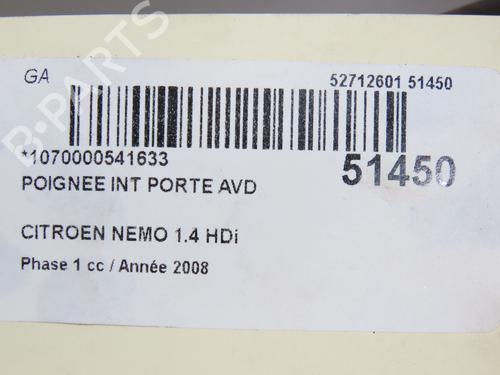 GA
52712601 51450
*1070000541633
51450
POIGNEE INT PORTE AVD
CITROEN NEMO 1.4 HDi
Phase 1 cc / Année 2008
B-PARTS